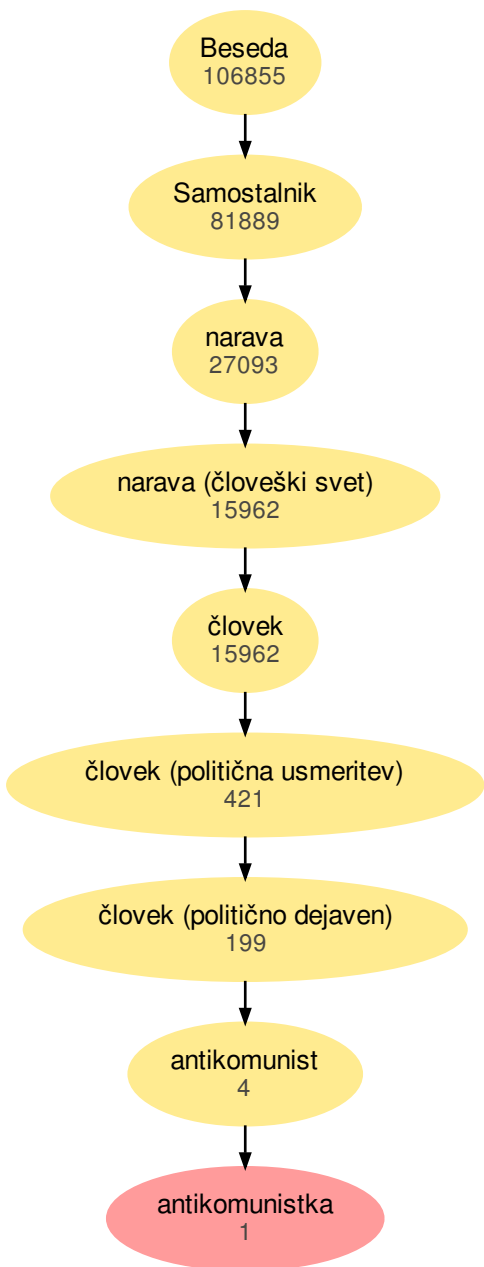 Beseda
106855
Samostalnik
81889
narava
27093
narava (človeški svet)
15962
človek
15962
človek (politična usmeritev)
421
človek (politično dejaven)
199
antikomunist
4
antikomunistka
1